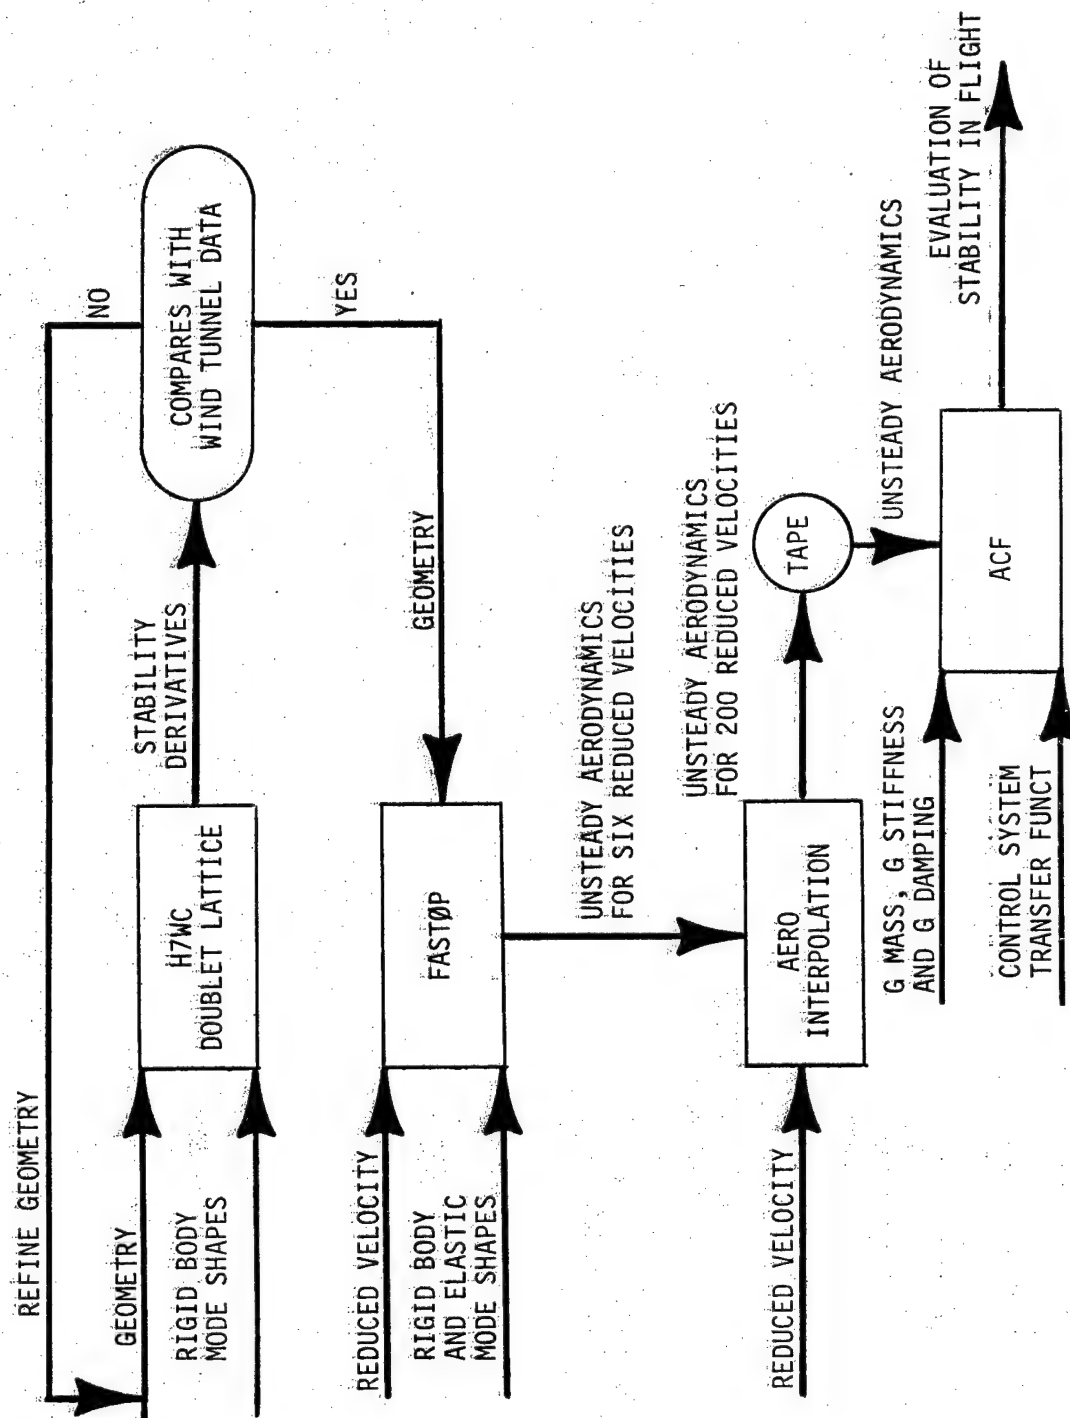 REFINE GEOMETRY
NO
GEOMETRY
RIGID BODY
MODE SHAPES
H7WC
DOUBLET LATTICE
STABILITY
DERIVATIVES
COMPARES WITH
WIND TUNNEL DATA
YES
GEOMETRY
REDUCED VELOCITY
RIGID BODY
AND ELASTIC
MODE SHAPES
FASTØP
UNSTEADY AERODYNAMICS
FOR SIX REDUCED VELOCITIES
REDUCED VELOCITY
AERO
INTERPOLATION
UNSTEADY AERODYNAMICS
FOR 200 REDUCED VELOCITIES
TAPE
UNSTEADY AERODYNAMICS
G MASS, G STIFFNESS
AND G DAMPING
CONTROL SYSTEM
TRANSFER FUNCT
ACF
EVALUATION OF
STABILITY IN FLIGHT